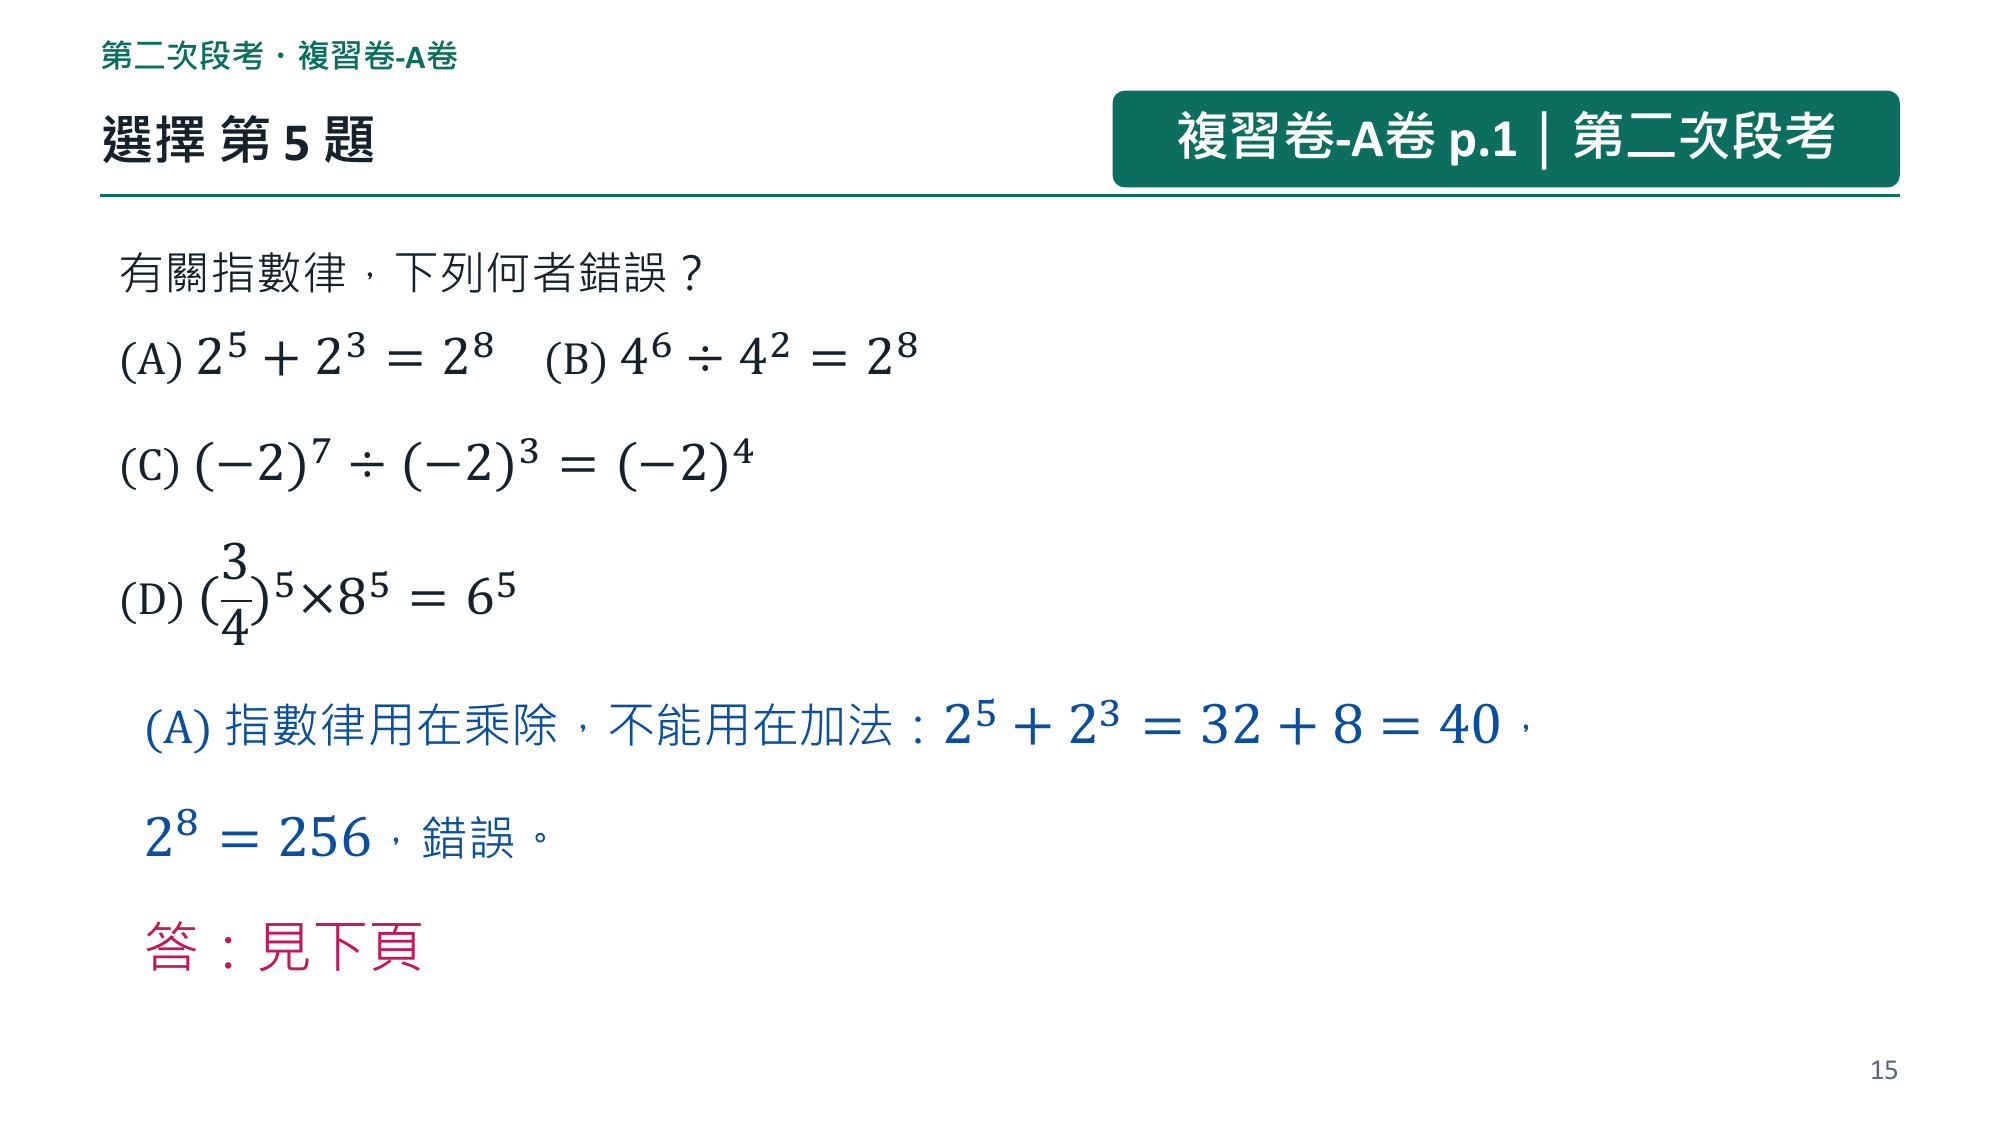 第二次段考・複習卷-A卷
選擇 第 5 題
複習卷-A卷 p.1｜第二次段考
有關指數律，下列何者錯誤？
(A) 2⁵ + 2³ = 2⁸ (B) 4⁶ ÷ 4² = 2⁸
(C) (−2)⁷ ÷ (−2)³ = (−2)⁴
(D) (3/4)⁵×8⁵ = 6⁵
(A) 指數律用在乘除，不能用在加法：2⁵ + 2³ = 32 + 8 = 40，
2⁸ = 256，錯誤。
答：見下頁
15